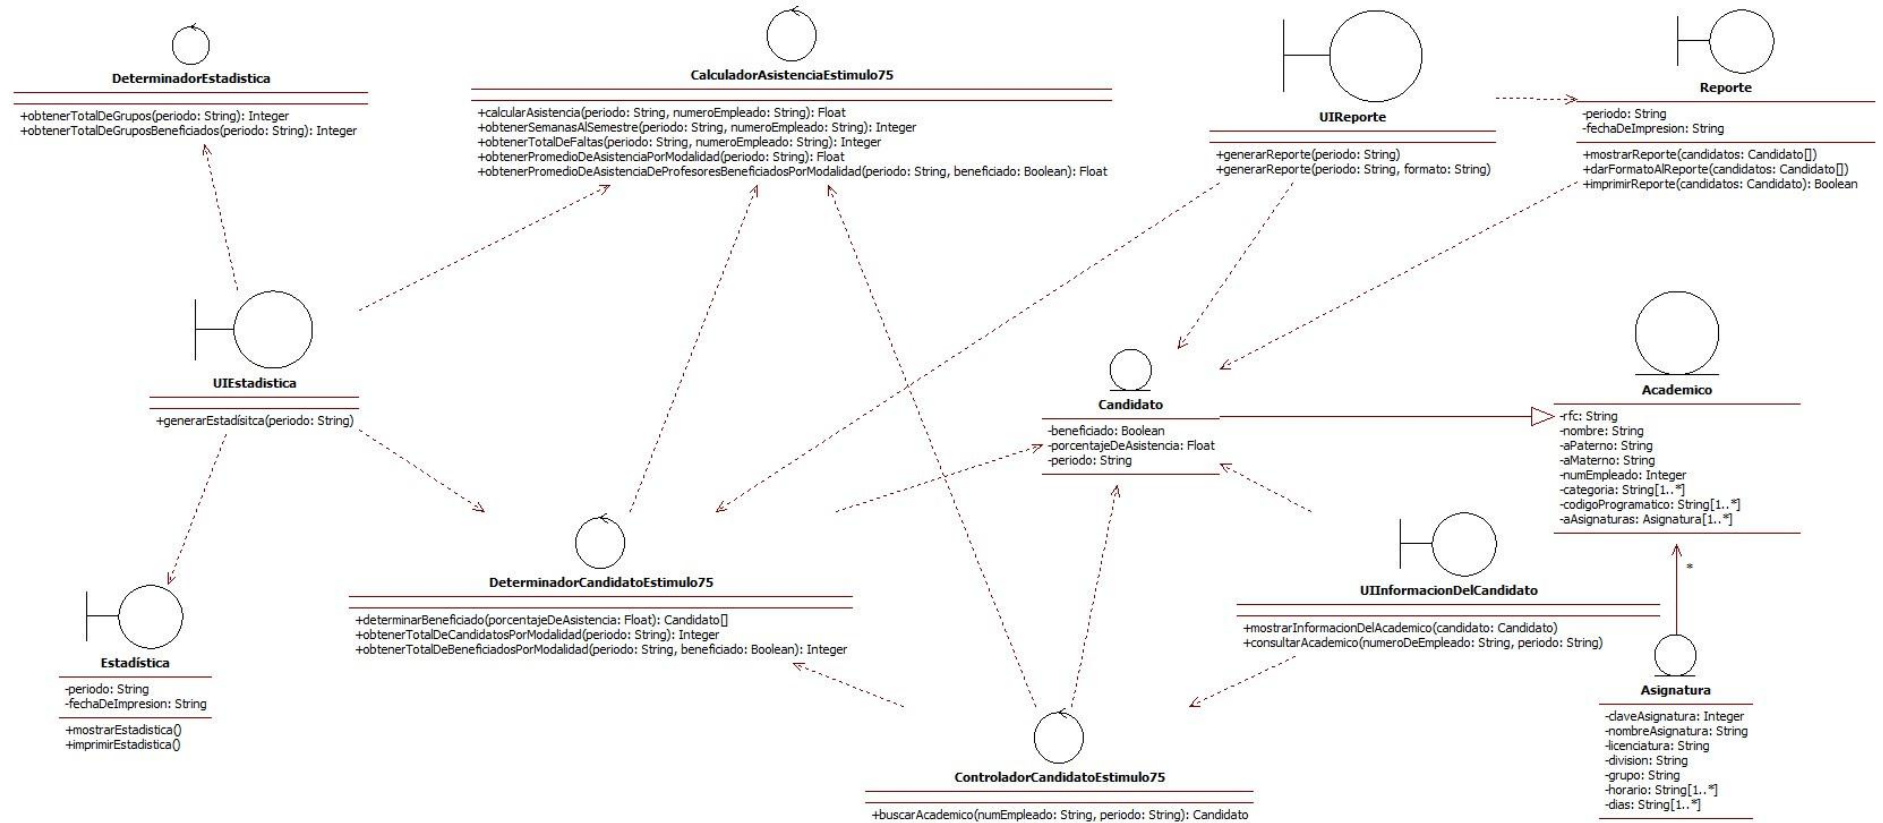 DeterminadorEstadistica
+obtenerTotalDeGrupos(periodo: String): Integer
+obtenerTotalDeGruposBeneficiados(periodo: String): Integer
CalculadorAsistenciaEstimulo75
+calcularAsistencia(periodo: String, numeroEmpleado: String): Float
+obtenerSemanasAlSemestre(periodo: String, numeroEmpleado: String): Integer
+obtenerTotalDeFaltas(periodo: String, numeroEmpleado: String): Integer
+obtenerPromedioDeAsistenciaPorModalidad(periodo: String): Float
+obtenerPromedioDeAsistenciaDeProfesoresBeneficiadosPorModalidad(periodo: String, beneficiado: Boolean): Float
UIReporte
+generarReporte(periodo: String)
+generarReporte(periodo: String, formato: String)
Reporte
-periodo: String
-fechaDeImpresion: String
+mostrarReporte(candidatos: Candidato[])
+darFormatoAlReporte(candidatos: Candidato[])
+imprimirReporte(candidatos: Candidato): Boolean
UIEstadistica
+generarEstadísitca(periodo: String)
Candidato
-beneficiado: Boolean
-porcentajeDeAsistencia: Float
-periodo: String
Academico
-rfc: String
-nombre: String
-aPaterno: String
-aMaterno: String
-numEmpleado: Integer
-categoria: String[1..*]
-codigoProgramatico: String[1..*]
-aAsignaturas: Asignatura[1..*]
*
DeterminadorCandidatoEstimulo75
+determinarBeneficiado(porcentajeDeAsistencia: Float): Candidato[]
+obtenerTotalDeCandidatosPorModalidad(periodo: String): Integer
+obtenerTotalDeBeneficiadosPorModalidad(periodo: String, beneficiado: Boolean): Integer
UIInformacionDelCandidato
+mostrarInformacionDelAcademico(candidato: Candidato)
+consultarAcademico(numeroDeEmpleado: String, periodo: String)
Estadística
-periodo: String
-fechaDeImpresion: String
+mostrarEstadistica()
+imprimirEstadistica()
Asignatura
-claveAsignatura: Integer
-nombreAsignatura: String
-licenciatura: String
-division: String
-grupo: String
-horario: String[1..*]
-dias: String[1..*]
ControladorCandidatoEstimulo75
+buscarAcademico(numEmpleado: String, periodo: String): Candidato